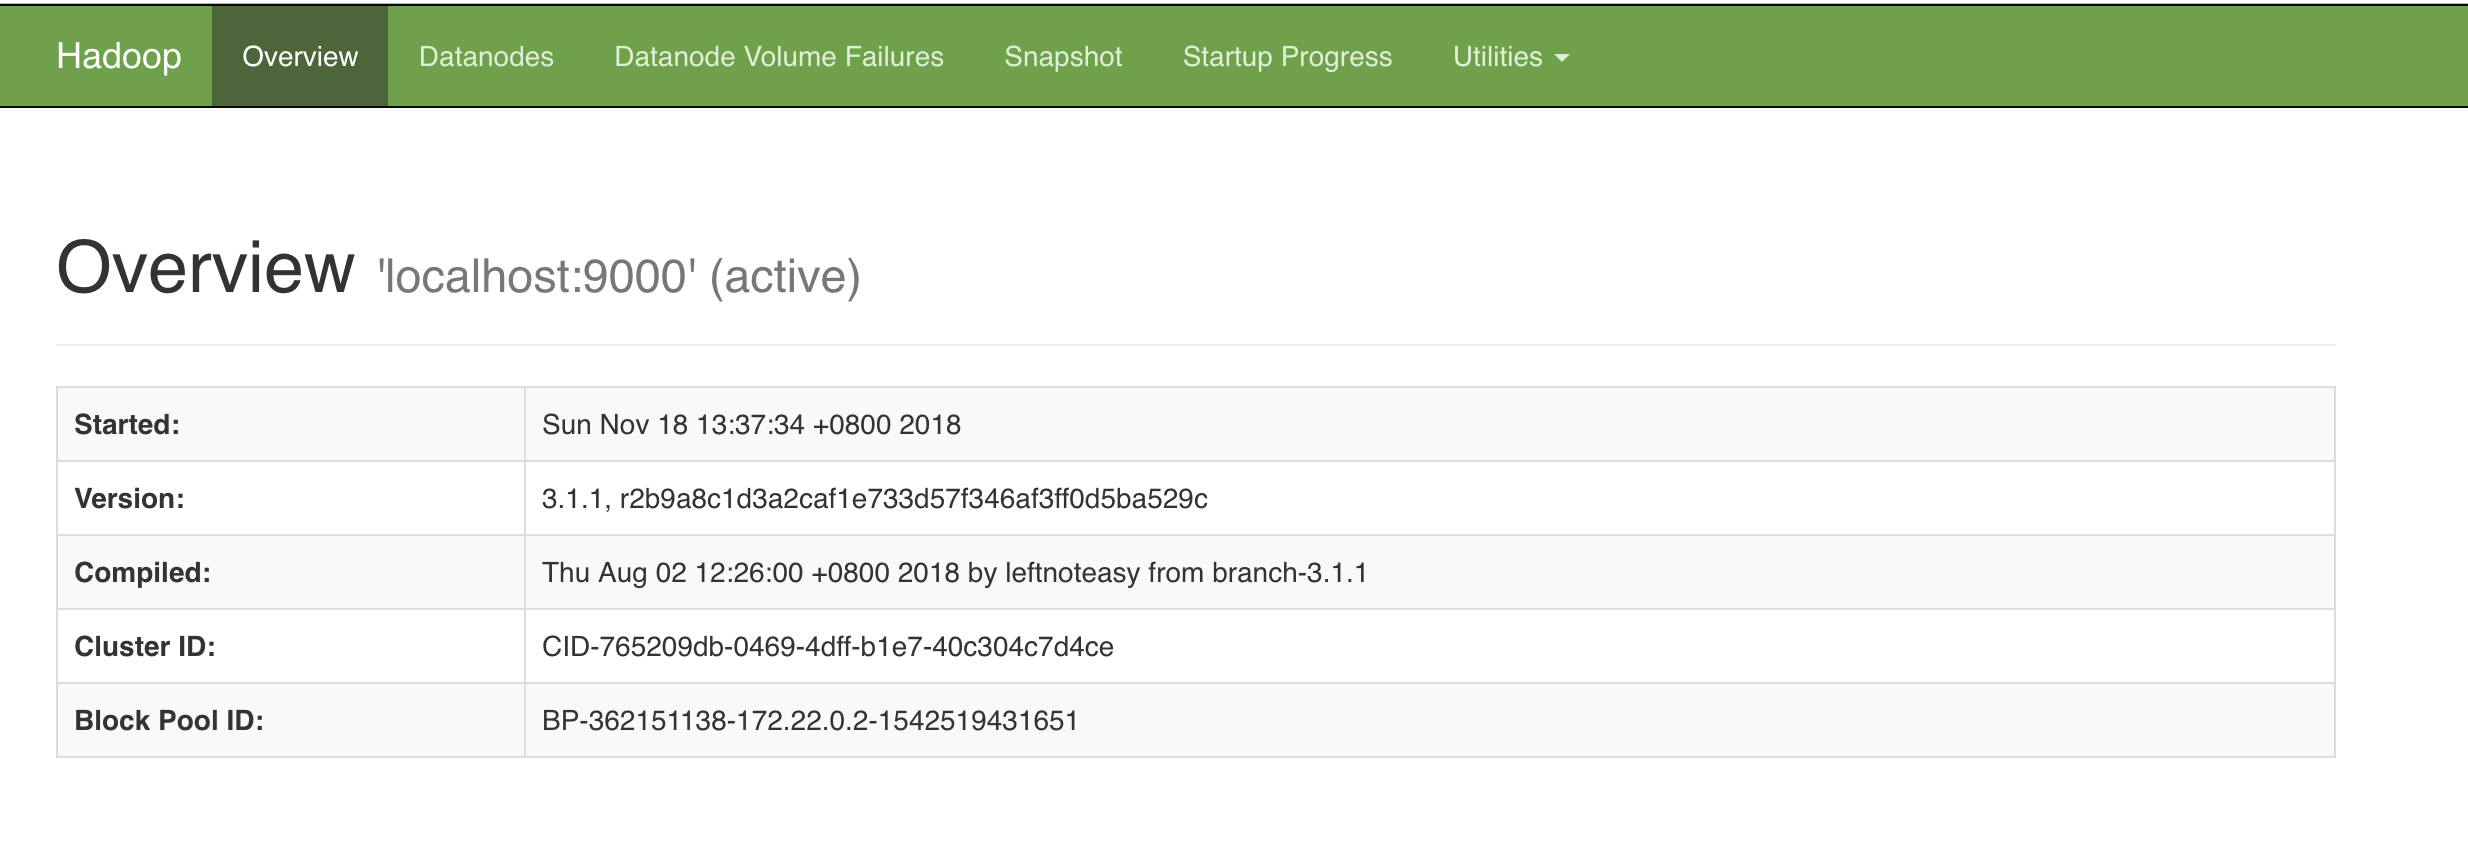 Hadoop Overview Datanodes Datanode Volume Failures Snapshot Startup Progress Utilities
Overview 'localhost:9000' (active)
Started: Sun Nov 18 13:37:34 +0800 2018
Version: 3.1.1, r2b9a8c1d3a2caf1e733d57f346af3ff0d5ba529c
Compiled: Thu Aug 02 12:26:00 +0800 2018 by leftnoteasy from branch-3.1.1
Cluster ID: CID-765209db-0469-4dff-b1e7-40c304c7d4ce
Block Pool ID: BP-362151138-172.22.0.2-1542519431651